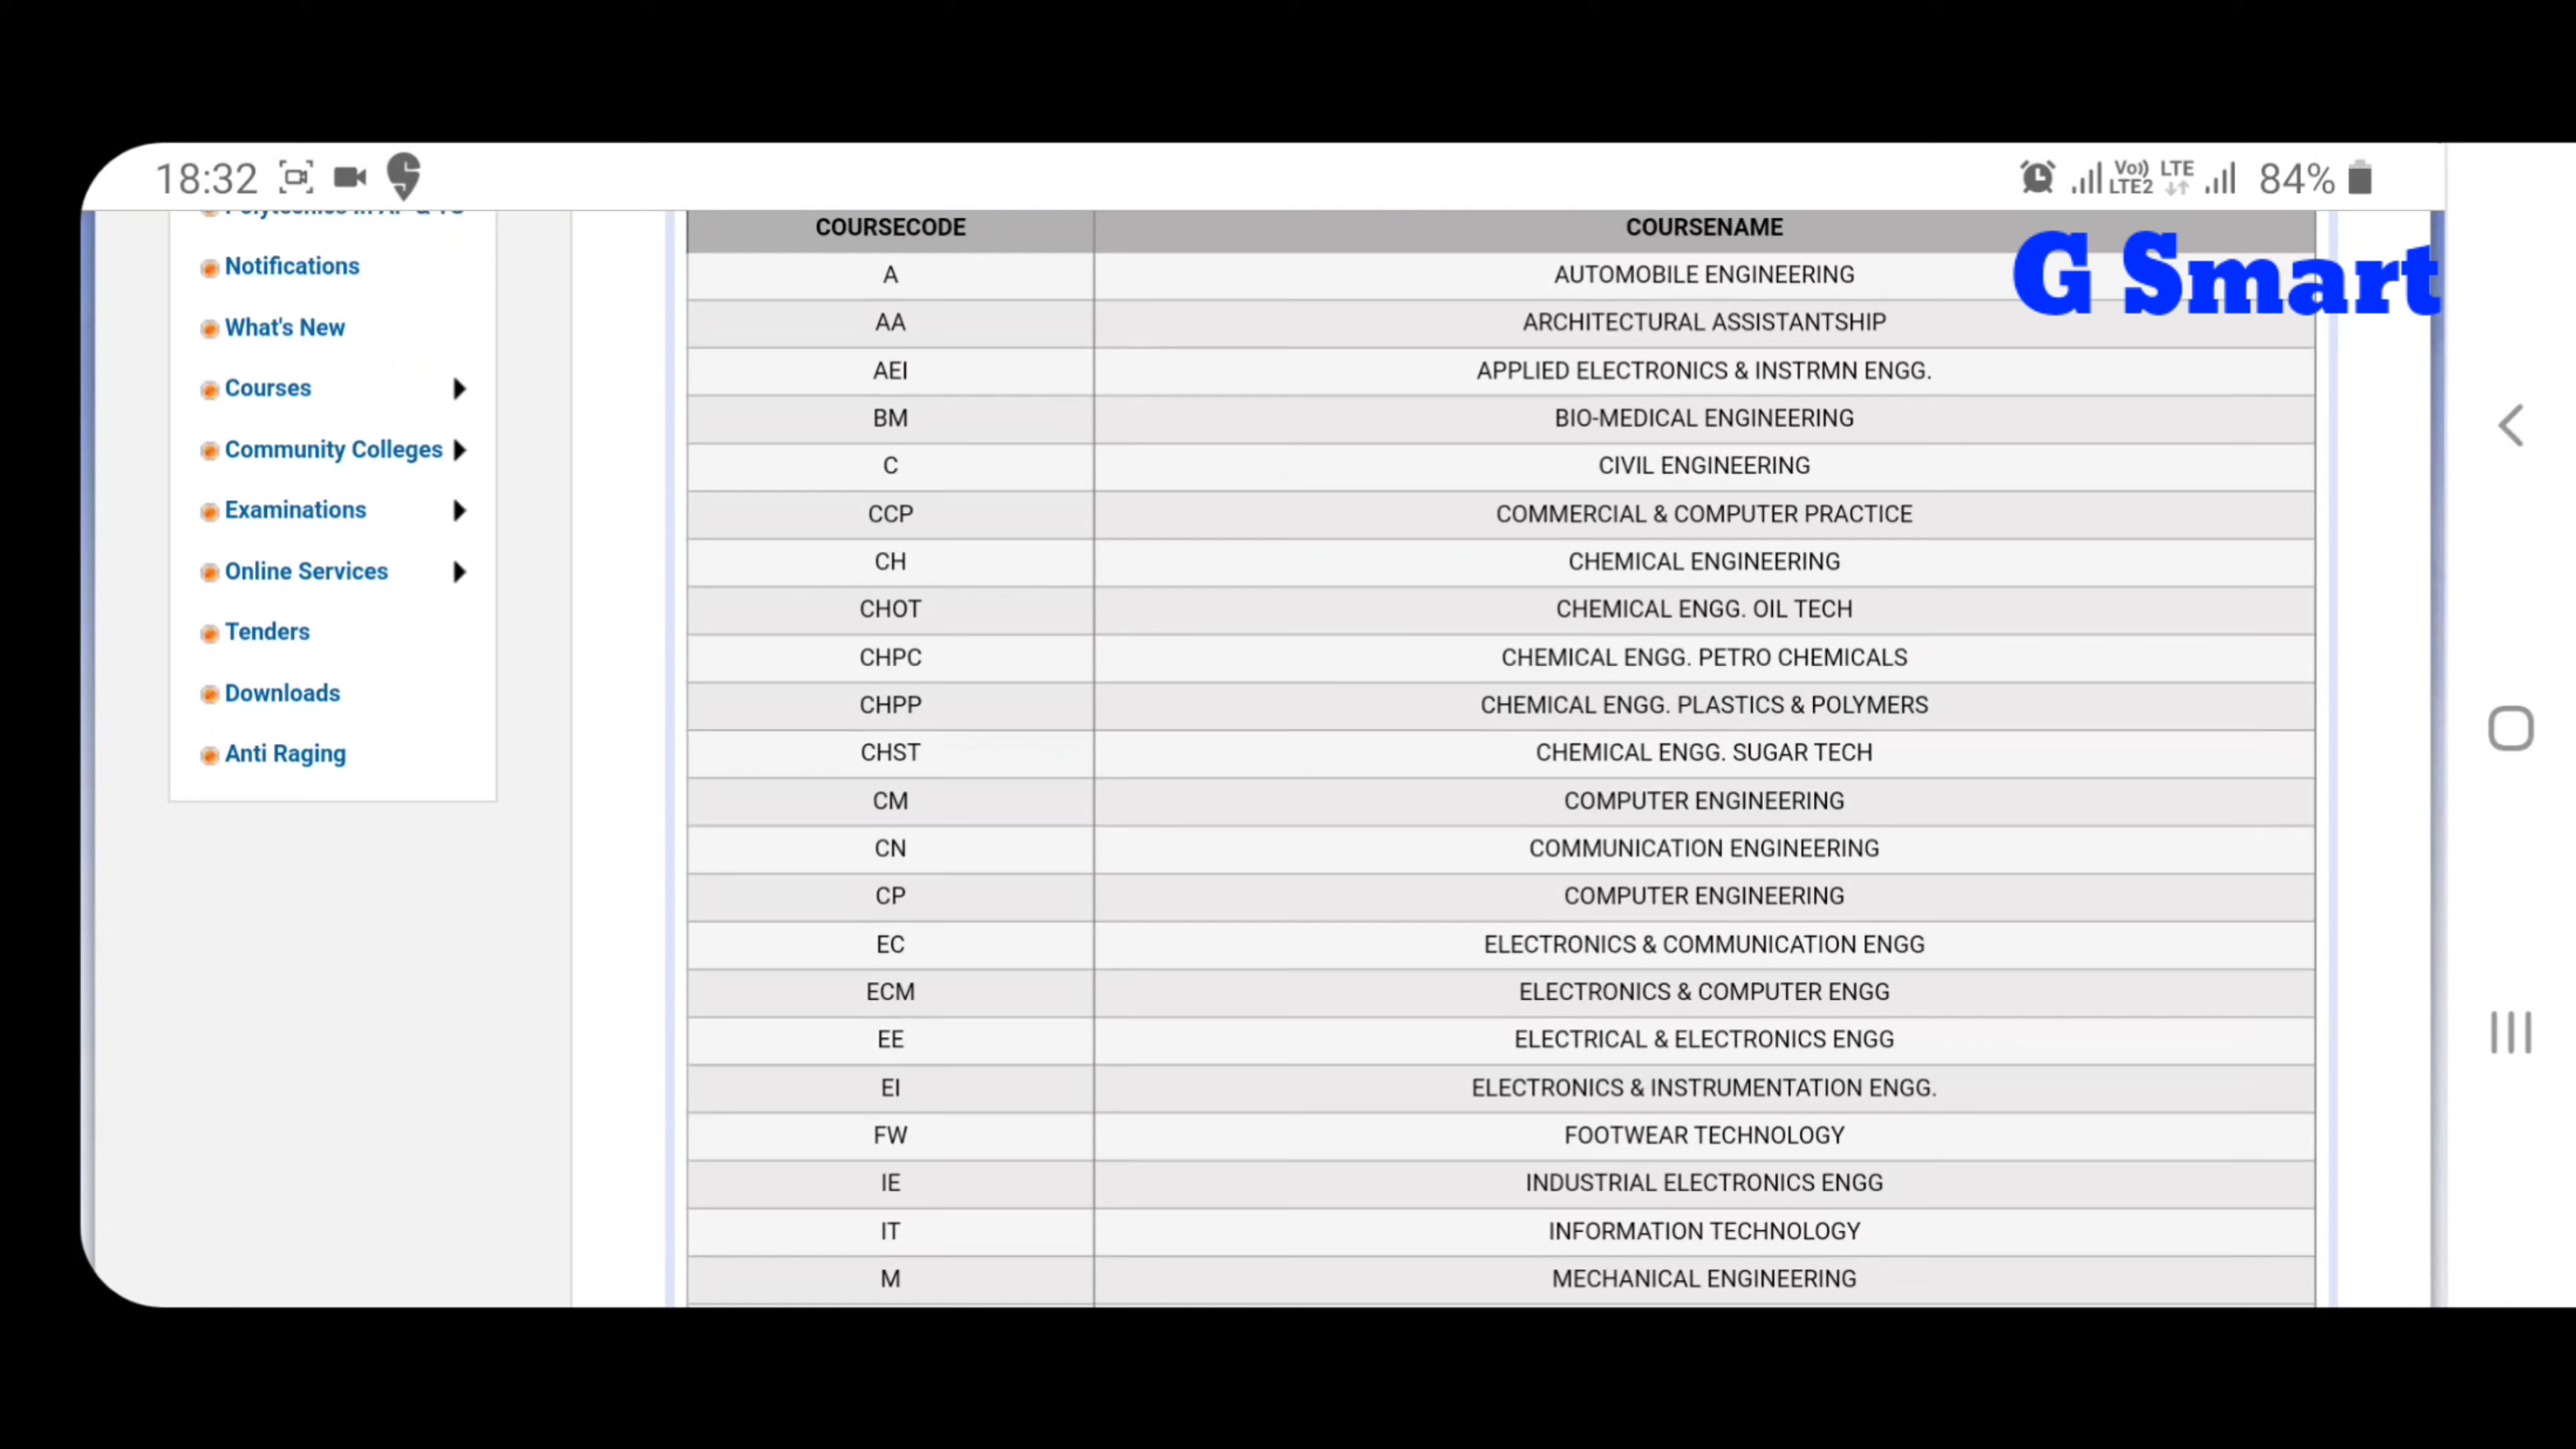 18:32
Vo)) LTE2 LTE 84%
G Smart
Notifications
What's New
Courses
Community Colleges
Examinations
Online Services
Tenders
Downloads
Anti Raging
COURSECODE COURSENAME
A AUTOMOBILE ENGINEERING
AA ARCHITECTURAL ASSISTANTSHIP
AEI APPLIED ELECTRONICS & INSTRMN ENGG.
BM BIO-MEDICAL ENGINEERING
C CIVIL ENGINEERING
CCP COMMERCIAL & COMPUTER PRACTICE
CH CHEMICAL ENGINEERING
CHOT CHEMICAL ENGG. OIL TECH
CHPC CHEMICAL ENGG. PETRO CHEMICALS
CHPP CHEMICAL ENGG. PLASTICS & POLYMERS
CHST CHEMICAL ENGG. SUGAR TECH
CM COMPUTER ENGINEERING
CN COMMUNICATION ENGINEERING
CP COMPUTER ENGINEERING
EC ELECTRONICS & COMMUNICATION ENGG
ECM ELECTRONICS & COMPUTER ENGG
EE ELECTRICAL & ELECTRONICS ENGG
EI ELECTRONICS & INSTRUMENTATION ENGG.
FW FOOTWEAR TECHNOLOGY
IE INDUSTRIAL ELECTRONICS ENGG
IT INFORMATION TECHNOLOGY
M MECHANICAL ENGINEERING